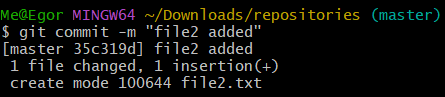 Me@Egor MINGW64 ~/Downloads/repositories (master)
$ git commit -m "file2 added"
[master 35c319d] file2 added
 1 file changed, 1 insertion(+)
 create mode 100644 file2.txt